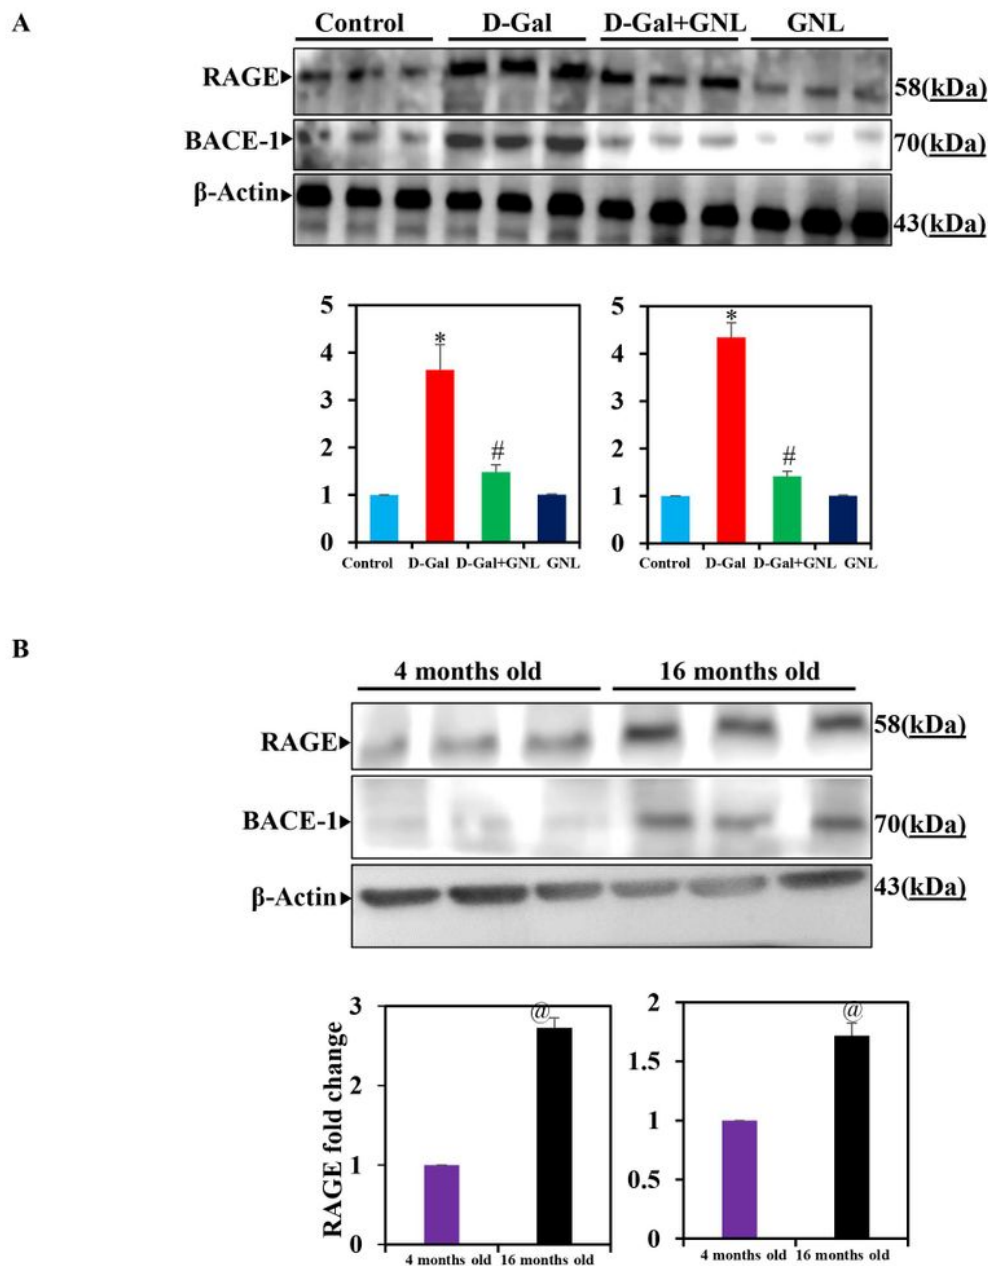 A
Control D-Gal D-Gal+GNL GNL
RAGE 58(kDa)
BACE-1 70(kDa)
β-Actin 43(kDa)
5
4
3
2
1
0
*
#
Control D-Gal D-Gal+GNL GNL
5
4
3
2
1
0
*
#
Control D-Gal D-Gal+GNL GNL
B
4 months old 16 months old
RAGE 58(kDa)
BACE-1 70(kDa)
β-Actin 43(kDa)
RAGE fold change
3
2
1
0
@
4 months old 16 months old
2
1.5
1
0.5
0
@
4 months old 16 months old